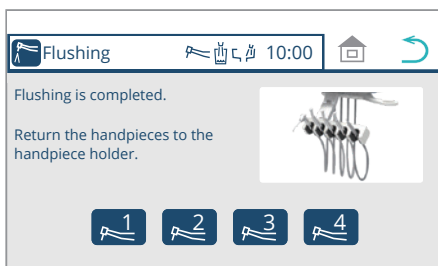 Flushing 10:00
Flushing is completed.
Return the handpieces to the
handpiece holder.
1 2 3 4